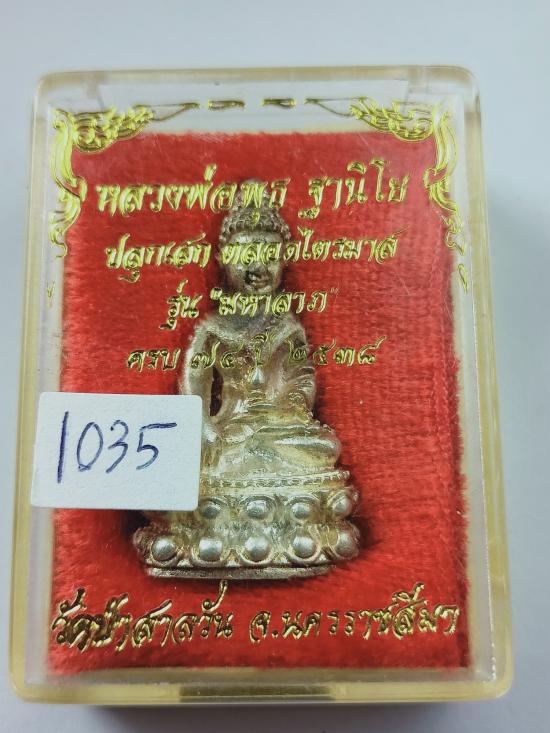 หลวงพ่อพุธ ฐานิโย
ปลุกเสก ตลอดไตรมาส
รุ่น "มหาลาภ"
ครบ ๗๔ ปี ๒๕๓๘
1035
วัดป่าสาลวัน จ.นครราชสีมา